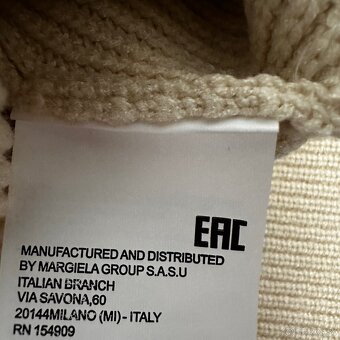 EAC
MANUFACTURED AND DISTRIBUTED
BY MARGIELA GROUP S.A.S.U
ITALIAN BRANCH
VIA SAVONA,60
20144MILANO (MI) - ITALY
RN 154909